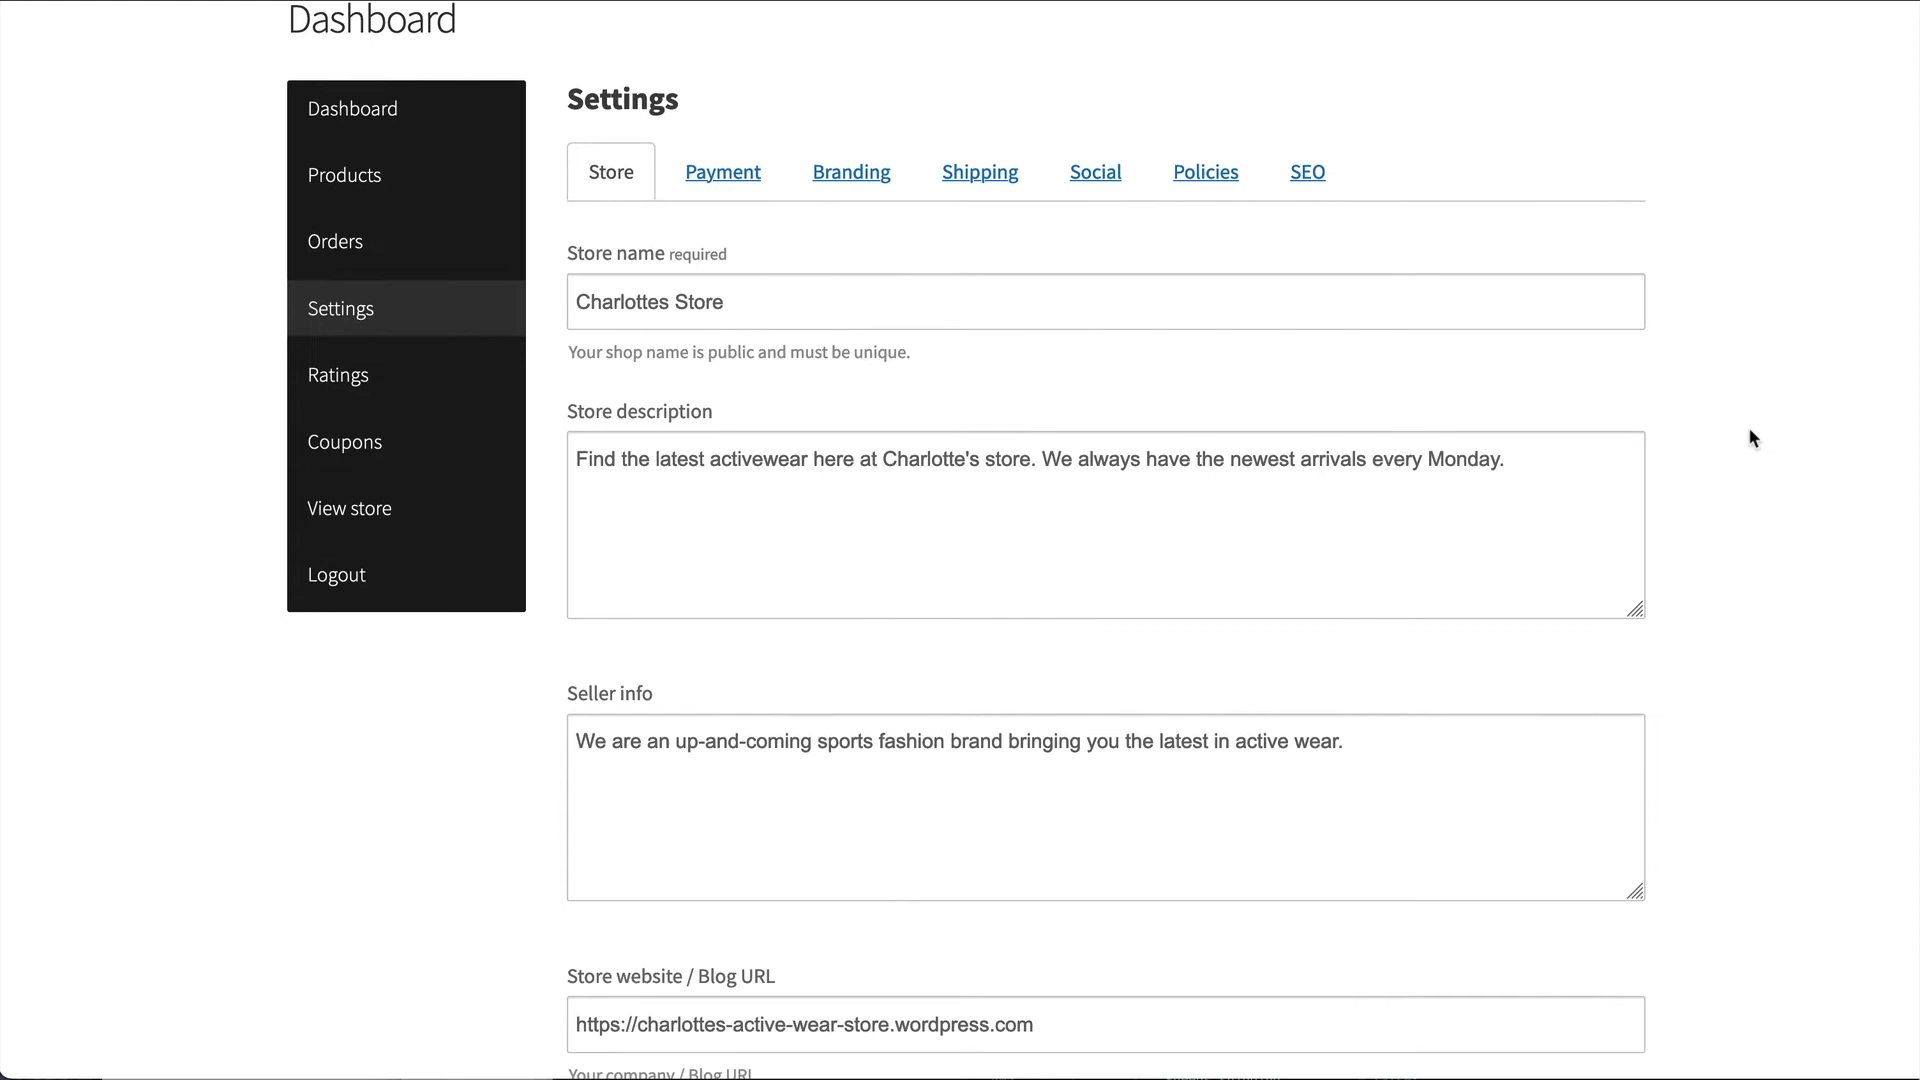 Dashboard
Dashboard
Products
Orders
Settings
Ratings
Coupons
View store
Logout
Settings
Store Payment Branding Shipping Social Policies SEO
Store name required
Charlottes Store
Your shop name is public and must be unique.
Store description
Find the latest activewear here at Charlotte's store. We always have the newest arrivals every Monday.
Seller info
We are an up-and-coming sports fashion brand bringing you the latest in active wear.
Store website / Blog URL
https://charlottes-active-wear-store.wordpress.com
Your company / Blog URL